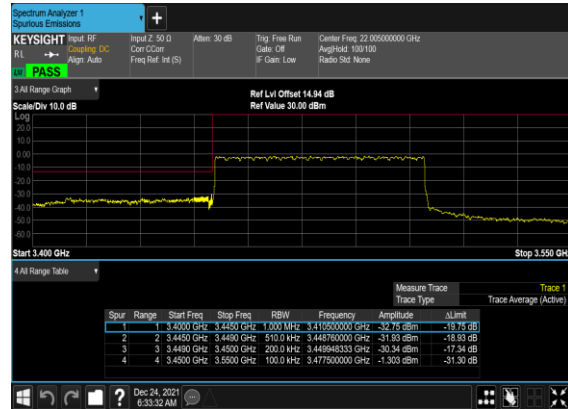 Spectrum Analyzer 1
Spurious Emissions
KEYSIGHT Input: RF Input Z: 50 Ω Atten: 30 dB Trig: Free Run Center Freq: 22.005000000 GHz
RL Coupling: DC Corr CCorr Gate: Off Avg|Hold: 100/100
Align: Auto Freq Ref: Int (S) IF Gain: Low Radio Std: None
LW PASS
3 All Range Graph
Ref Lvl Offset 14.94 dB
Scale/Div 10.0 dB Ref Value 30.00 dBm
Log
20.0
10.0
0.00
-10.0
-20.0
-30.0
-40.0
-50.0
-60.0
Start 3.400 GHz Stop 3.550 GHz
4 All Range Table
Measure Trace Trace 1
Trace Type Trace Average (Active)
Spur Range Start Freq Stop Freq RBW Frequency Amplitude ΔLimit
1 1 3.4000 GHz 3.4450 GHz 1.000 MHz 3.410500000 GHz -32.75 dBm -19.75 dB
2 2 3.4450 GHz 3.4490 GHz 510.0 kHz 3.448760000 GHz -31.93 dBm -18.93 dB
3 3 3.4490 GHz 3.4500 GHz 200.0 kHz 3.449948333 GHz -30.34 dBm -17.34 dB
4 4 3.4500 GHz 3.5500 GHz 100.0 kHz 3.477500000 GHz -1.303 dBm -31.30 dB
? Dec 24, 2021
6:33:32 AM